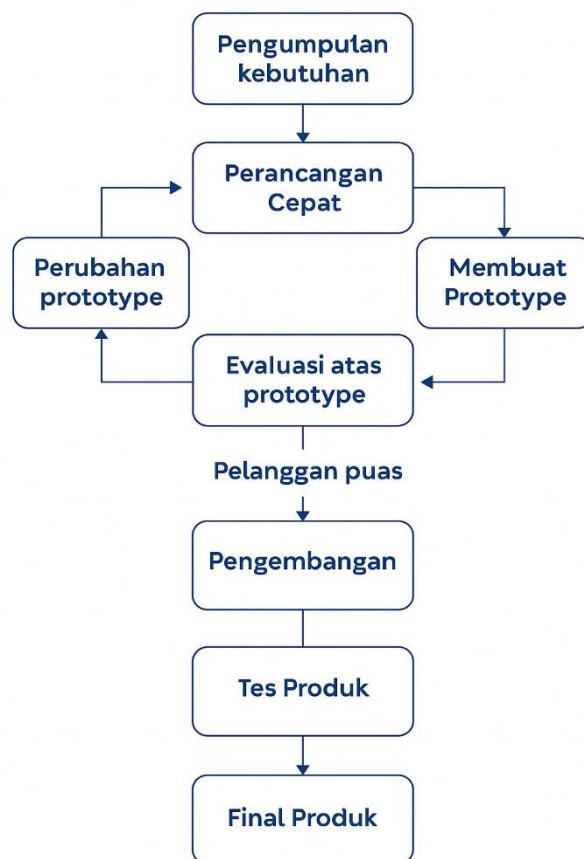 Pengumpulan
kebutuhan
Perancangan
Cepat
Perubahan
prototype
Membuat
Prototype
Evaluasi atas
prototype
Pelanggan puas
Pengembangan
Tes Produk
Final Produk